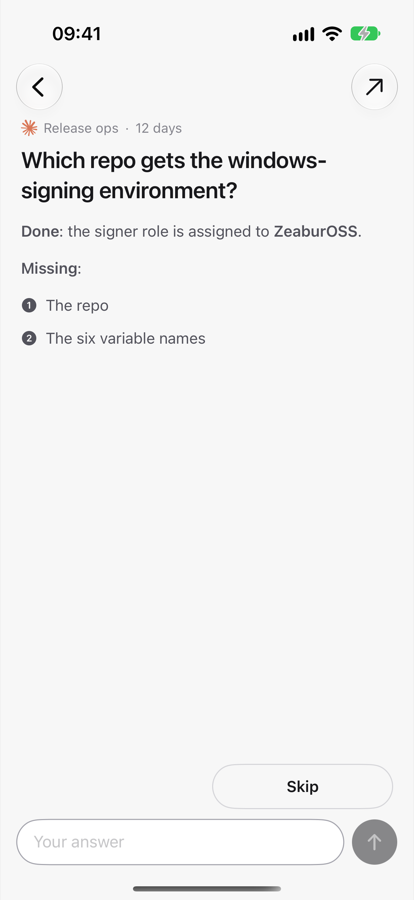 09:41
Release ops · 12 days
Which repo gets the windows-
signing environment?
Done: the signer role is assigned to ZeaburOSS.
Missing:
1 The repo
2 The six variable names
Skip
Your answer